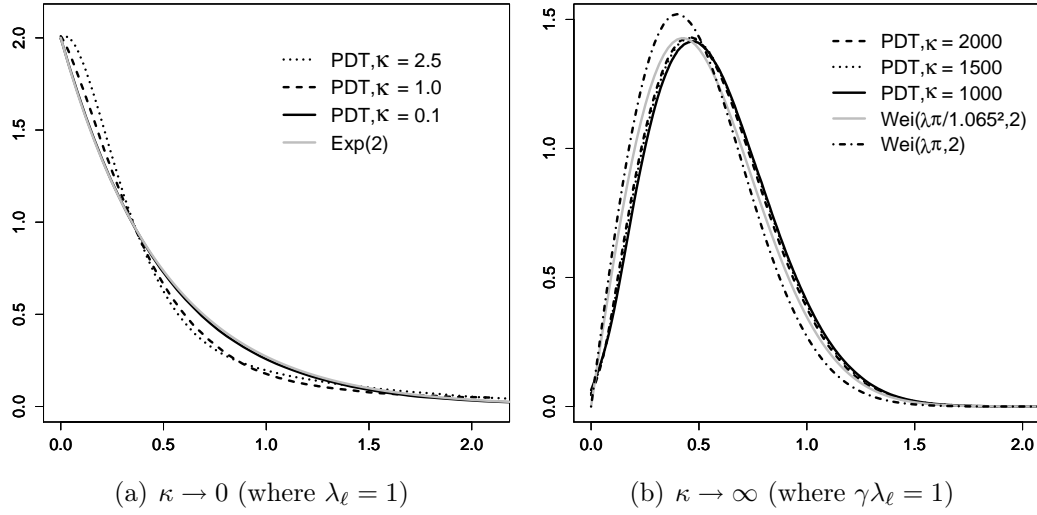 2.0
1.5
1.0
0.5
0.0
0.0 0.5 1.0 1.5 2.0
PDT,κ = 2.5
PDT,κ = 1.0
PDT,κ = 0.1
Exp(2)
(a) κ → 0 (where λℓ = 1)
1.5
1.0
0.5
0.0
0.0 0.5 1.0 1.5 2.0
PDT,κ = 2000
PDT,κ = 1500
PDT,κ = 1000
Wei(λπ/1.065²,2)
Wei(λπ,2)
(b) κ → ∞ (where γλℓ = 1)